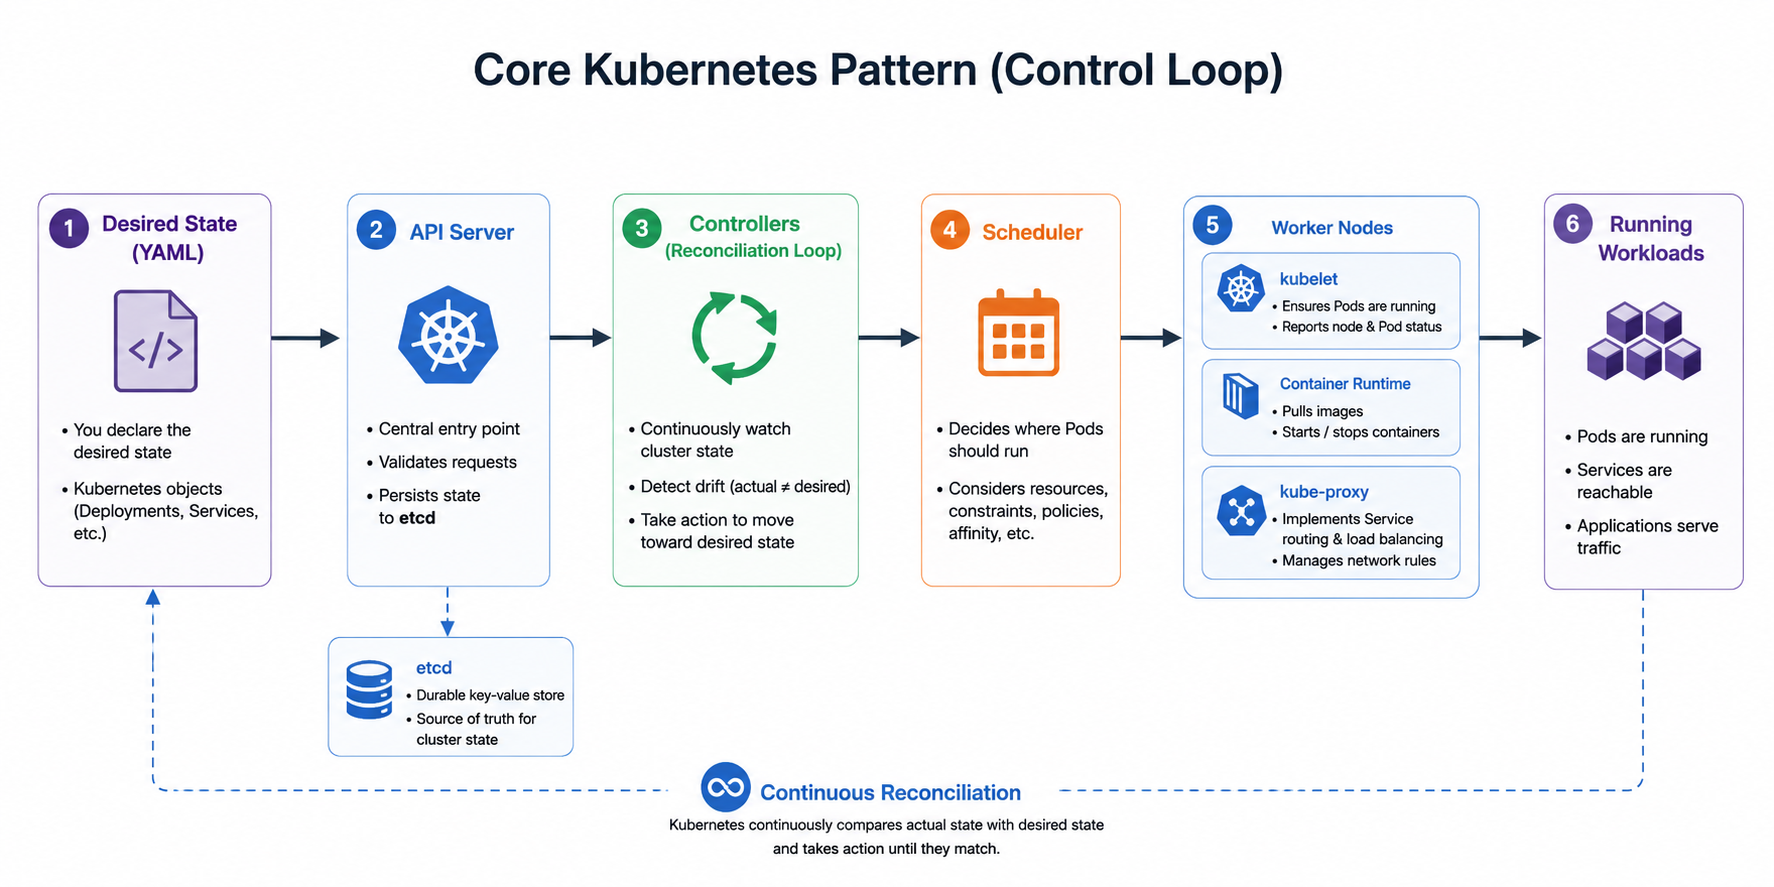 Core Kubernetes Pattern (Control Loop)
1
Desired State
(YAML)
</>
• You declare the
desired state
• Kubernetes objects
(Deployments, Services,
etc.)
2
API Server
• Central entry point
• Validates requests
• Persists state
to etcd
etcd
• Durable key-value store
• Source of truth for
cluster state
3
Controllers
(Reconciliation Loop)
• Continuously watch
cluster state
• Detect drift (actual ≠ desired)
• Take action to move
toward desired state
4
Scheduler
• Decides where Pods
should run
• Considers resources,
constraints, policies,
affinity, etc.
5
Worker Nodes
kubelet
• Ensures Pods are running
• Reports node & Pod status
Container Runtime
• Pulls images
• Starts / stops containers
kube-proxy
• Implements Service
routing & load balancing
• Manages network rules
6
Running
Workloads
• Pods are running
• Services are
reachable
• Applications serve
traffic
Continuous Reconciliation
Kubernetes continuously compares actual state with desired state
and takes action until they match.